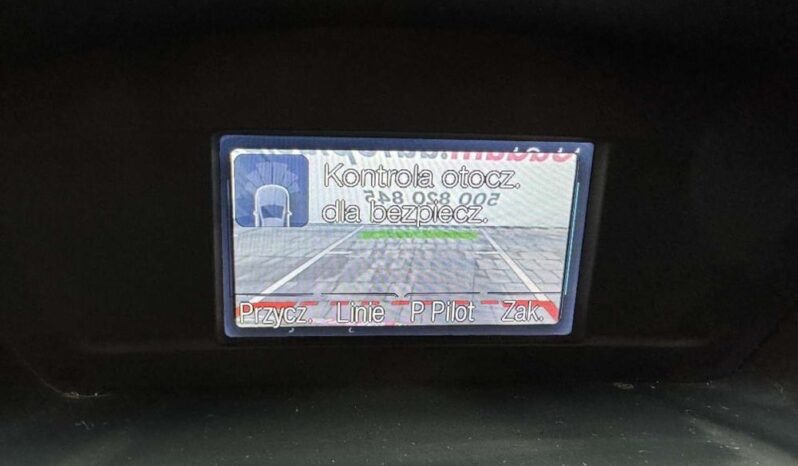 Kontrola otocz.
500 820 845
dla bezpiecz.
Przycz. Linie P Pilot Zak.